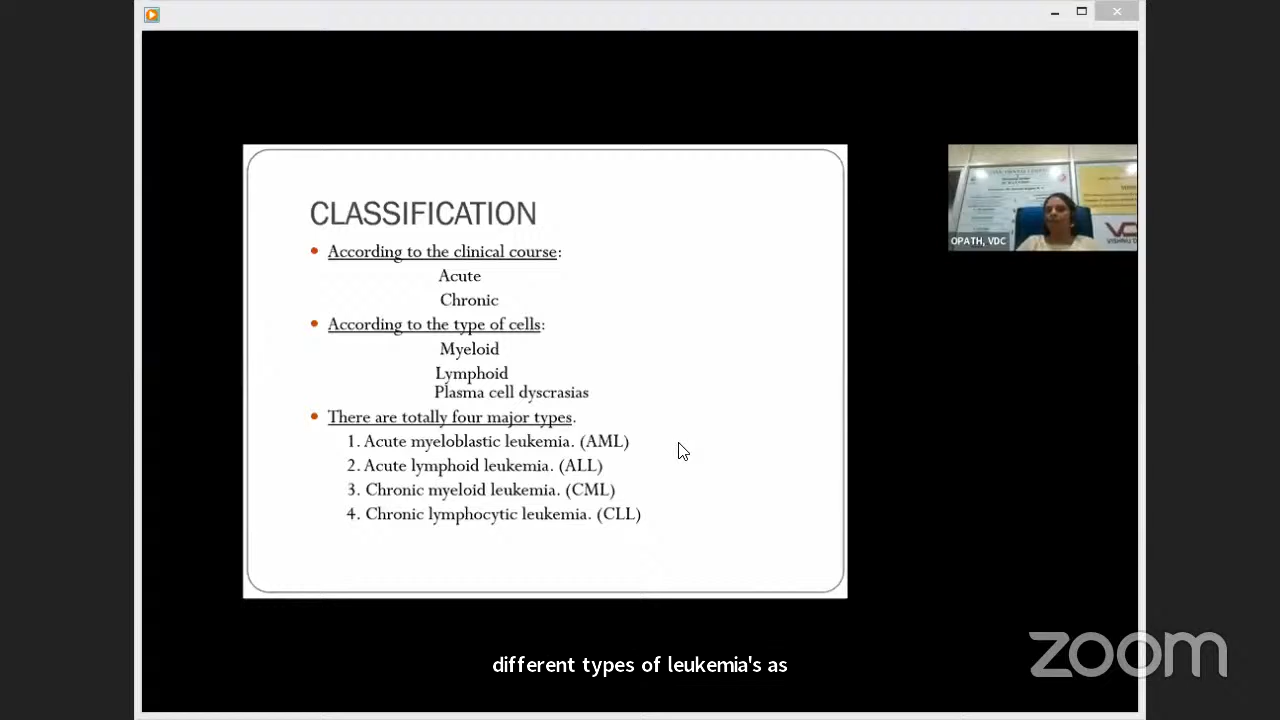 CLASSIFICATION
• According to the clinical course:
Acute
Chronic
• According to the type of cells:
Myeloid
Lymphoid
Plasma cell dyscrasias
• There are totally four major types.
1. Acute myeloblastic leukemia. (AML)
2. Acute lymphoid leukemia. (ALL)
3. Chronic myeloid leukemia. (CML)
4. Chronic lymphocytic leukemia. (CLL)
OPATH, VDC
different types of leukemia's as
zoom